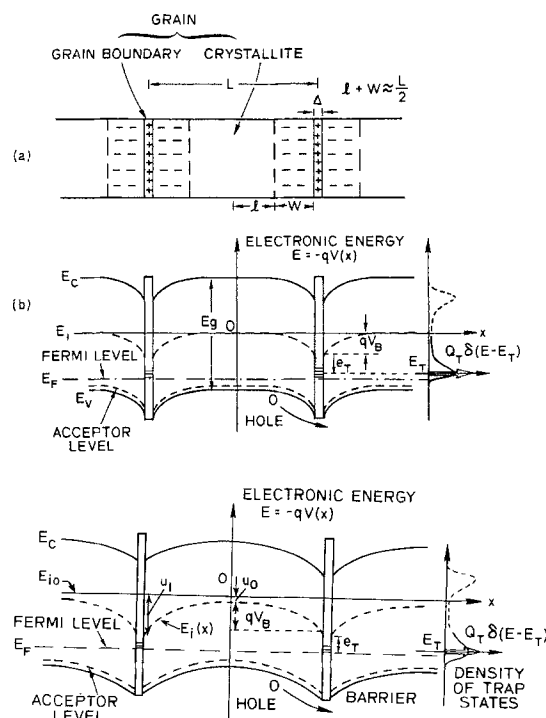 GRAIN
GRAIN BOUNDARY CRYSTALLITE
L
Δ
ℓ + W ≈ L/2
(a)
ℓ W
ELECTRONIC ENERGY
E = -qV(x)
(b)
E_C
E_i
Eg
O
x
qV_B
FERMI LEVEL
e_T
E_T
Q_T δ(E-E_T)
E_F
E_V
ACCEPTOR
LEVEL
O
HOLE
ELECTRONIC ENERGY
E = -qV(x)
E_C
E_io
u_1
O
u_0
x
qV_B
FERMI LEVEL
E_i(x)
e_T
E_T
Q_T δ(E-E_T)
E_F
ACCEPTOR
LEVEL
O
HOLE
BARRIER
DENSITY
OF TRAP
STATES